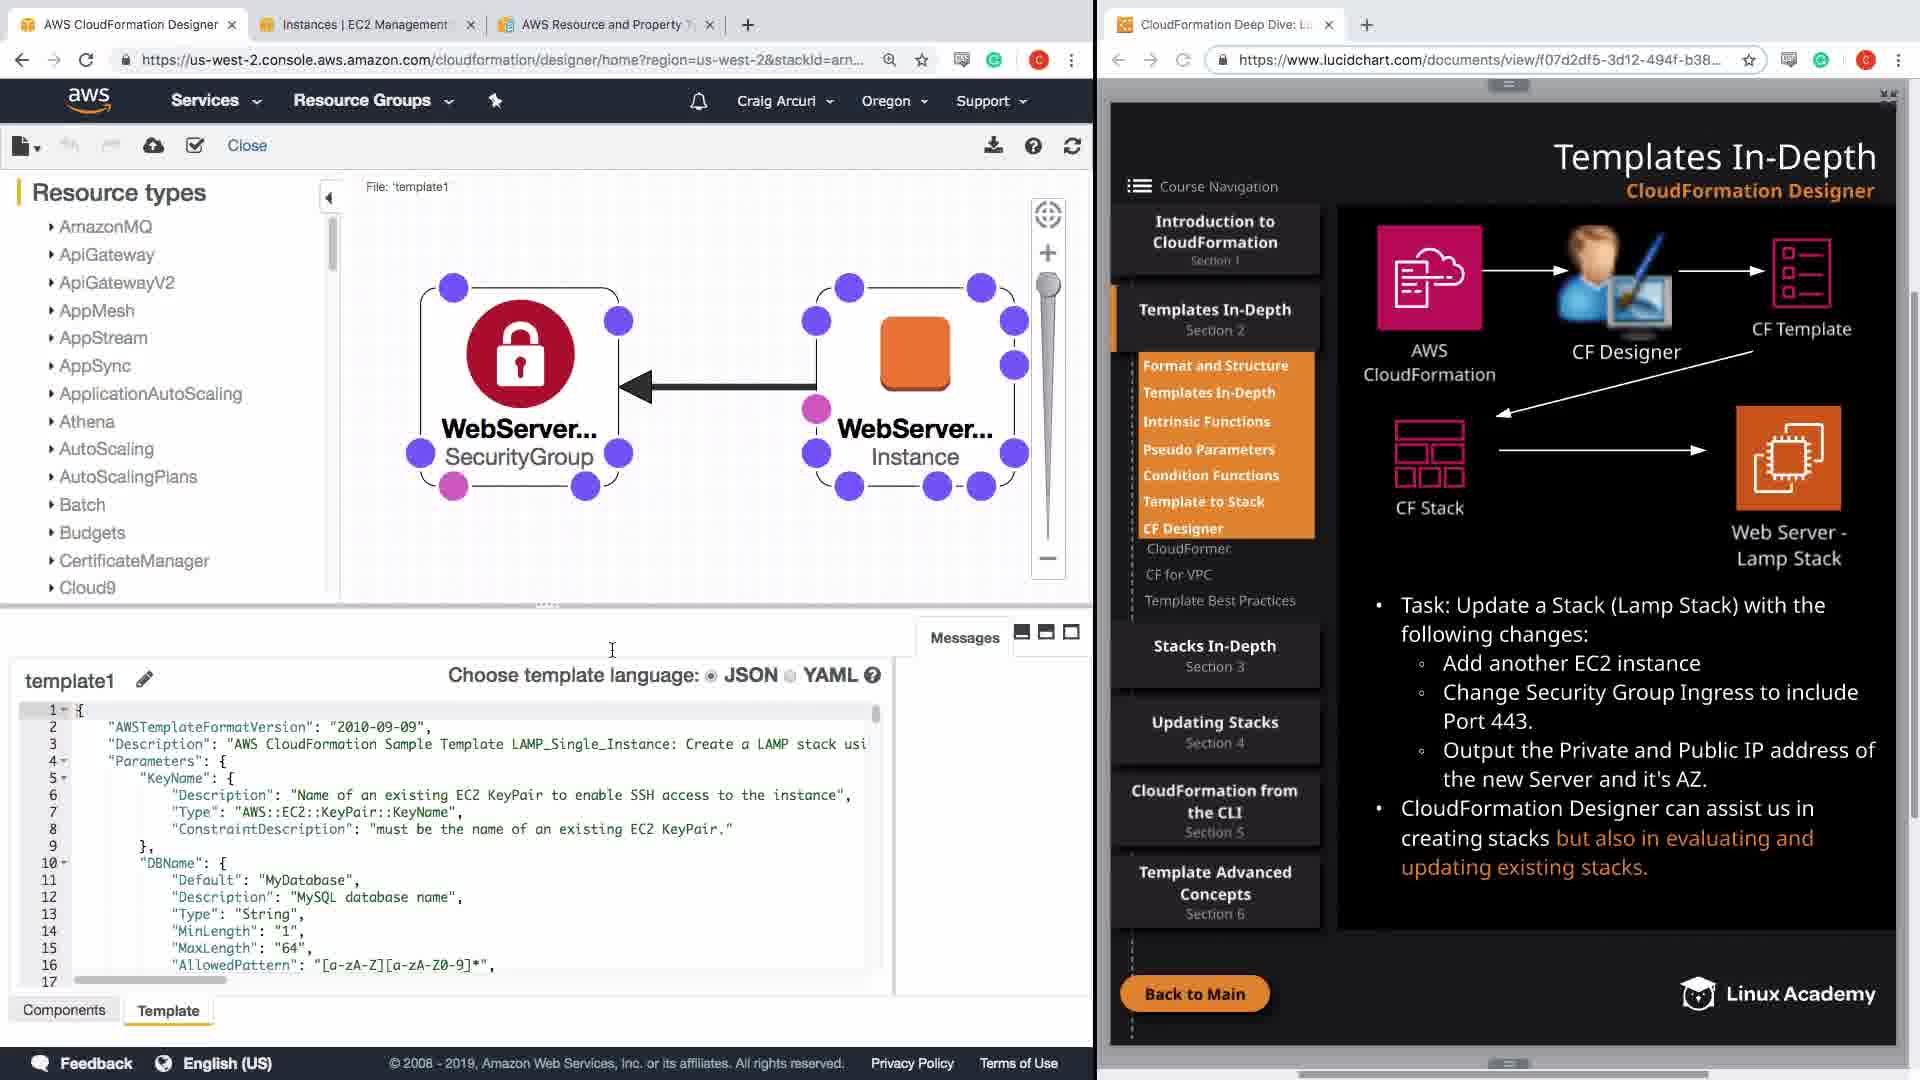 AWS CloudFormation Designer
Instances | EC2 Management
AWS Resource and Property T
CloudFormation Deep Dive: L
https://us-west-2.console.aws.amazon.com/cloudformation/designer/home?region=us-west-2&stackId=arn...
C
https://www.lucidchart.com/documents/view/f07d2df5-3d12-494f-b38...
C
aws
Services
Resource Groups
Craig Arcuri
Oregon
Support
Close
Resource types
AmazonMQ
ApiGateway
ApiGatewayV2
AppMesh
AppStream
AppSync
ApplicationAutoScaling
Athena
AutoScaling
AutoScalingPlans
Batch
Budgets
CertificateManager
Cloud9
File: 'template1
WebServer...
SecurityGroup
WebServer...
Instance
Messages
template1
Choose template language: JSON YAML
1 {
2 "AWSTemplateFormatVersion": "2010-09-09",
3 "Description": "AWS CloudFormation Sample Template LAMP_Single_Instance: Create a LAMP stack usi
4 "Parameters": {
5 "KeyName": {
6 "Description": "Name of an existing EC2 KeyPair to enable SSH access to the instance",
7 "Type": "AWS::EC2::KeyPair::KeyName",
8 "ConstraintDescription": "must be the name of an existing EC2 KeyPair."
9 },
10 "DBName": {
11 "Default": "MyDatabase",
12 "Description": "MySQL database name",
13 "Type": "String",
14 "MinLength": "1",
15 "MaxLength": "64",
16 "AllowedPattern": "[a-zA-Z][a-zA-Z0-9]*",
17
Components
Template
Feedback
English (US)
© 2008 - 2019, Amazon Web Services, Inc. or its affiliates. All rights reserved.
Privacy Policy
Terms of Use
Templates In-Depth
CloudFormation Designer
Course Navigation
Introduction to
CloudFormation
Section 1
Templates In-Depth
Section 2
Format and Structure
Templates In-Depth
Intrinsic Functions
Pseudo Parameters
Condition Functions
Template to Stack
CF Designer
CloudFormer
CF for VPC
Template Best Practices
Stacks In-Depth
Section 3
Updating Stacks
Section 4
CloudFormation from
the CLI
Section 5
Template Advanced
Concepts
Section 6
Back to Main
AWS
CloudFormation
CF Designer
CF Template
CF Stack
Web Server -
Lamp Stack
• Task: Update a Stack (Lamp Stack) with the
following changes:
◦ Add another EC2 instance
◦ Change Security Group Ingress to include
Port 443.
◦ Output the Private and Public IP address of
the new Server and it's AZ.
• CloudFormation Designer can assist us in
creating stacks but also in evaluating and
updating existing stacks.
Linux Academy